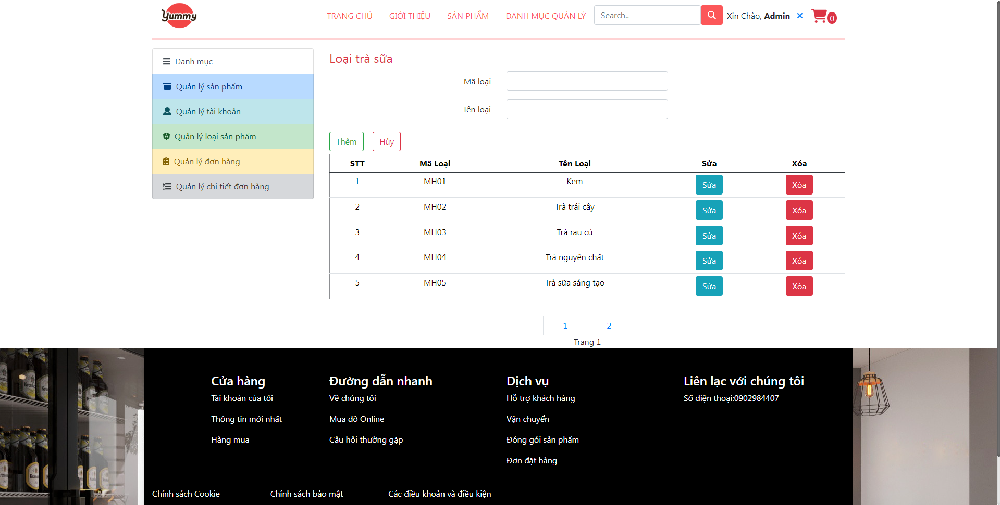 Yummy
TRANG CHỦ
GIỚI THIỆU
SẢN PHẨM
DANH MỤC QUẢN LÝ
Search..
Xin Chào, Admin ✕
0
Danh mục
Quản lý sản phẩm
Quản lý tài khoản
Quản lý loại sản phẩm
Quản lý đơn hàng
Quản lý chi tiết đơn hàng
Loại trà sữa
Mã loại
Tên loại
Thêm Hủy
STT Mã Loại Tên Loại Sửa Xóa
1 MH01 Kem Sửa Xóa
2 MH02 Trà trái cây Sửa Xóa
3 MH03 Trà rau củ Sửa Xóa
4 MH04 Trà nguyên chất Sửa Xóa
5 MH05 Trà sữa sáng tạo Sửa Xóa
1 2
Trang 1
Cửa hàng
Tài khoản của tôi
Thông tin mới nhất
Hàng mua
Đường dẫn nhanh
Về chúng tôi
Mua đồ Online
Câu hỏi thường gặp
Dịch vụ
Hỗ trợ khách hàng
Vận chuyển
Đóng gói sản phẩm
Đơn đặt hàng
Liên lạc với chúng tôi
Số điện thoại:0902984407
Chính sách Cookie
Chính sách bảo mật
Các điều khoản và điều kiện